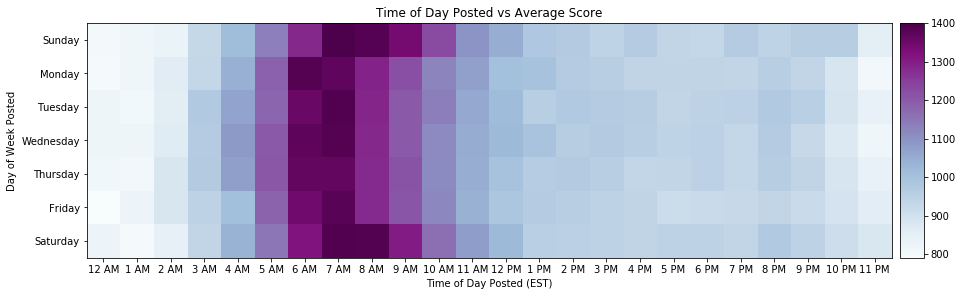 Time of Day Posted vs Average Score
Day of Week Posted
Sunday
Monday
Tuesday
Wednesday
Thursday
Friday
Saturday
12 AM 1 AM 2 AM 3 AM 4 AM 5 AM 6 AM 7 AM 8 AM 9 AM 10 AM 11 AM 12 PM 1 PM 2 PM 3 PM 4 PM 5 PM 6 PM 7 PM 8 PM 9 PM 10 PM 11 PM
Time of Day Posted (EST)
1400
1300
1200
1100
1000
900
800